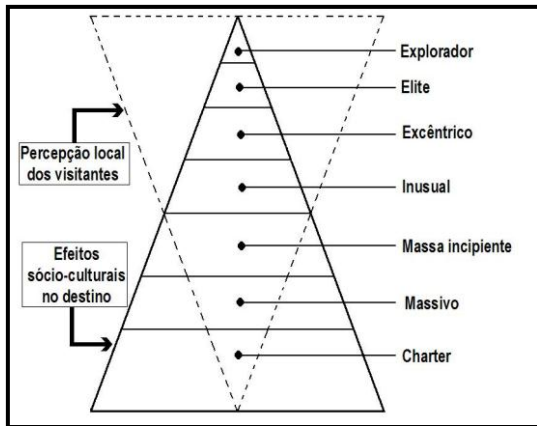 Explorador
Elite
Excêntrico
Percepção local
dos visitantes
Inusual
Massa incipiente
Efeitos
sócio-culturais
no destino
Massivo
Charter